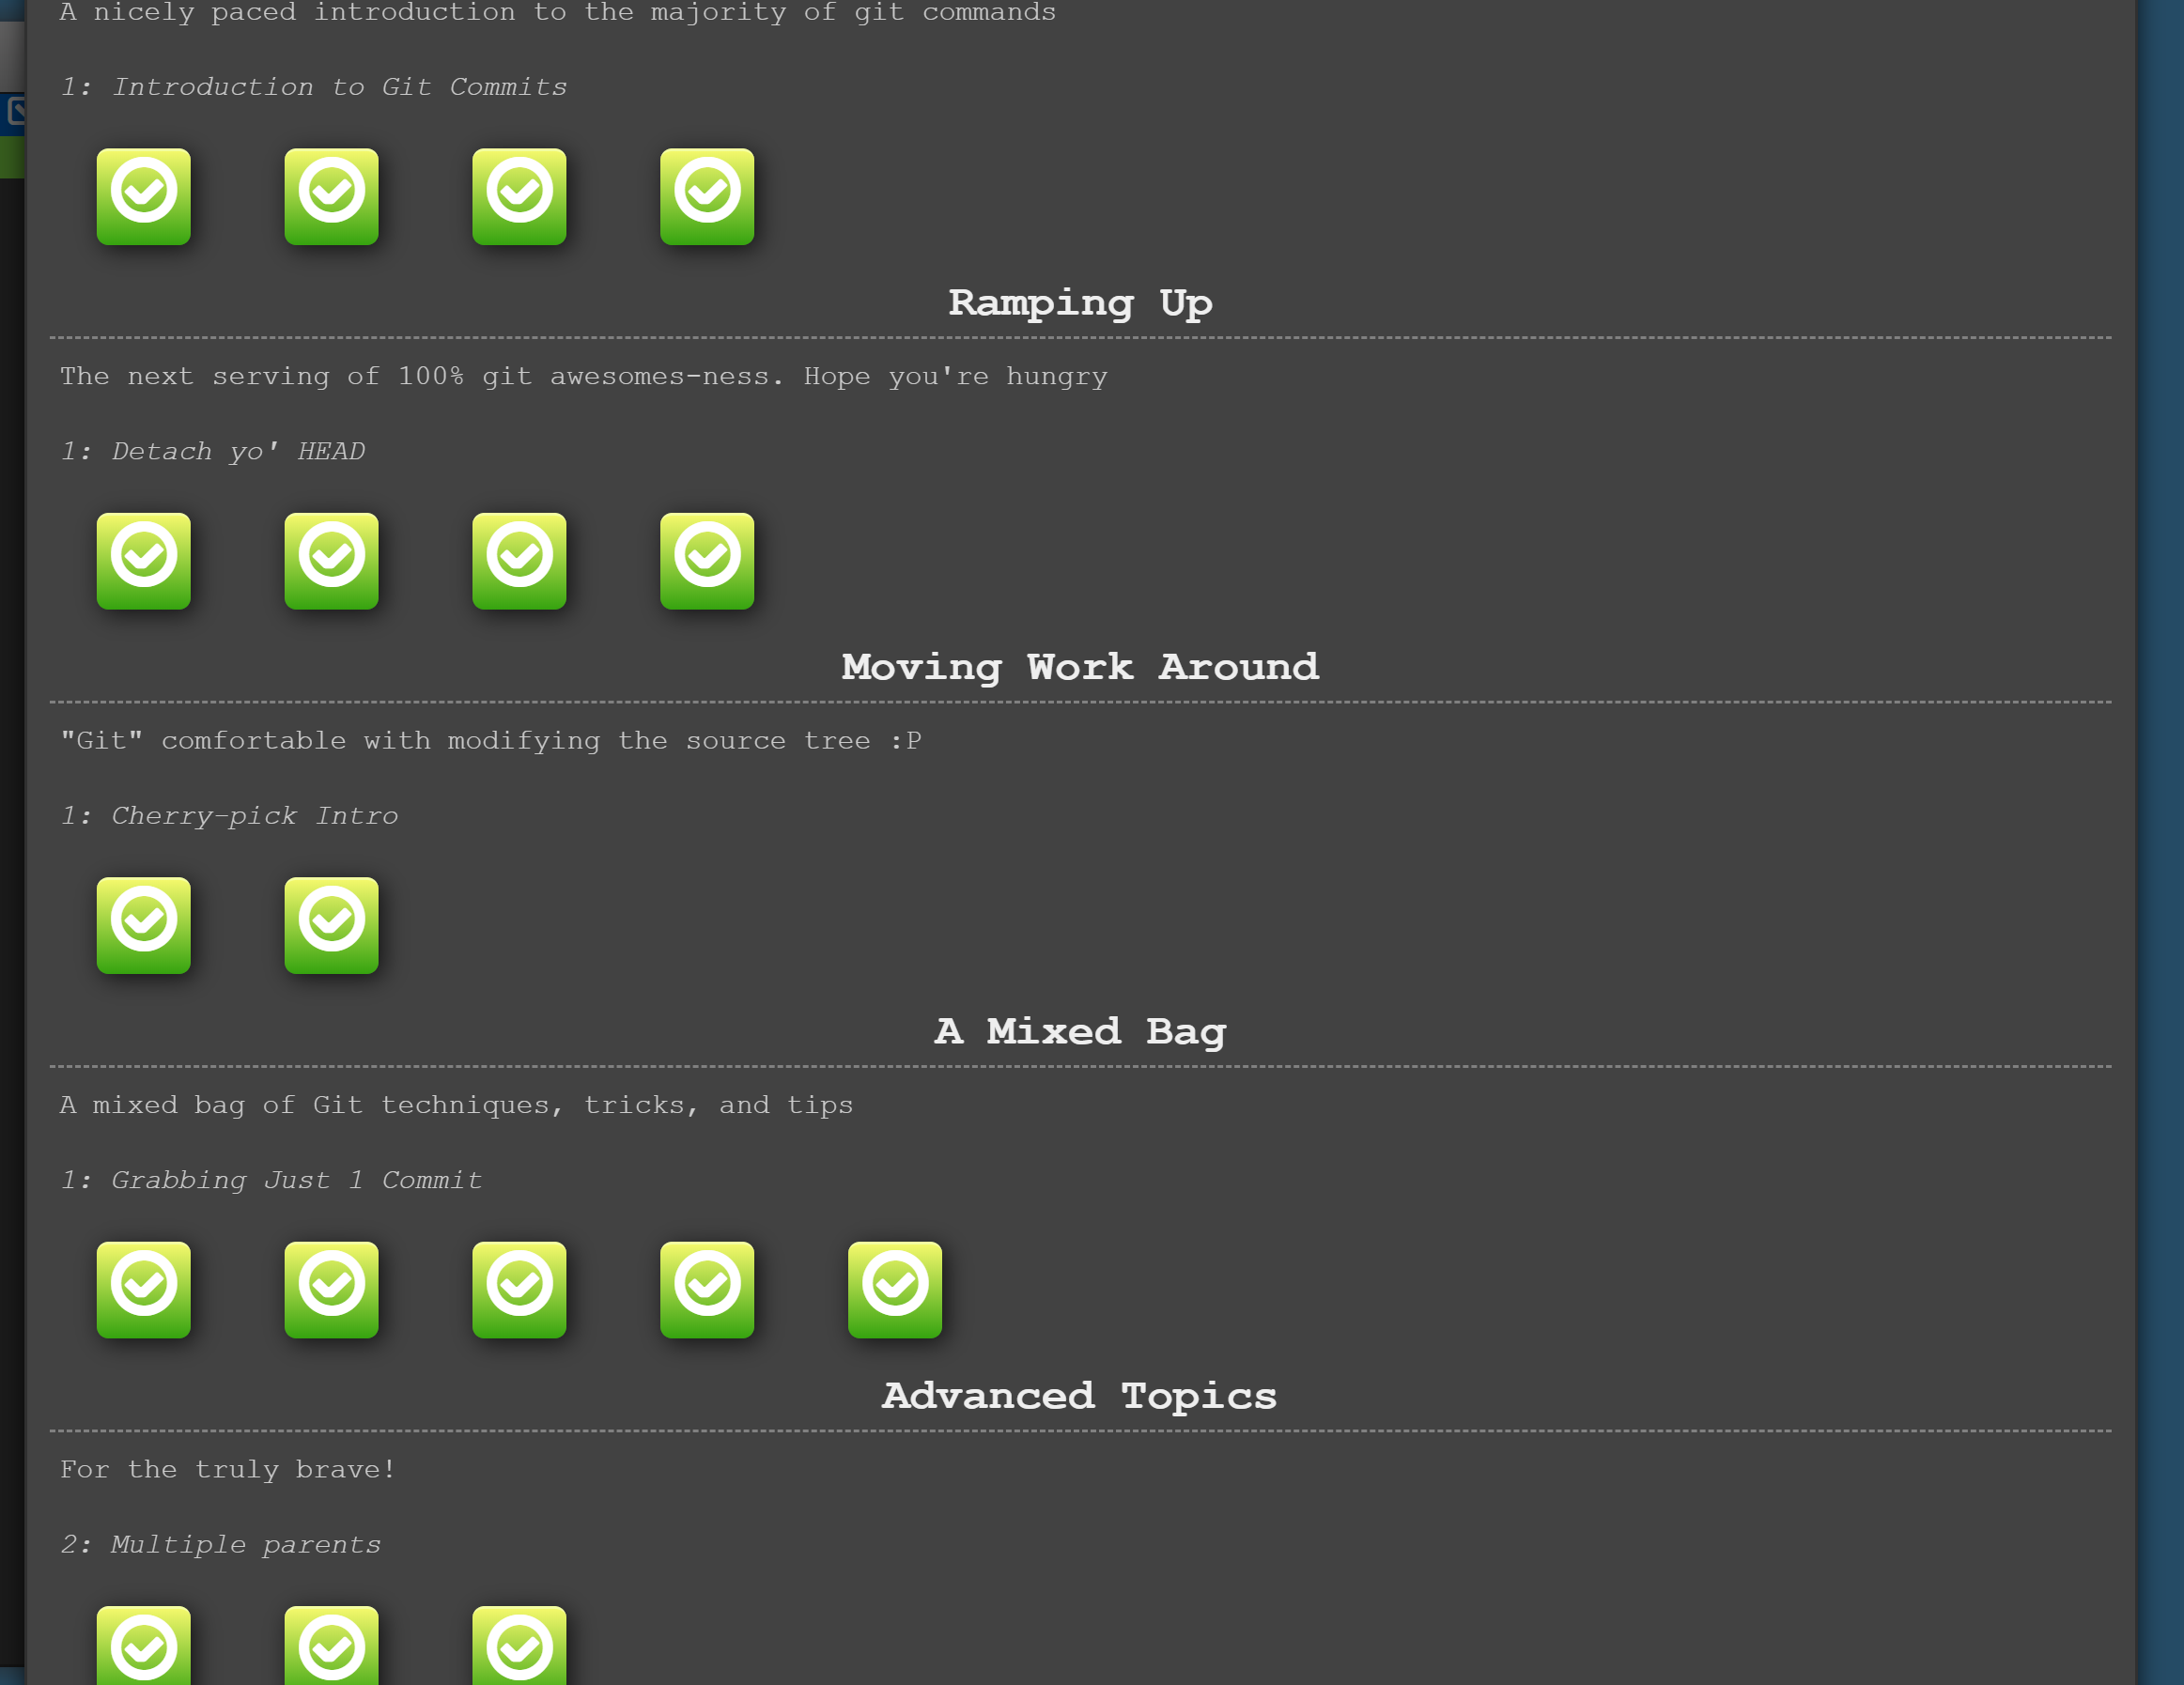 A nicely paced introduction to the majority of git commands
1: Introduction to Git Commits
Ramping Up
The next serving of 100% git awesomes-ness. Hope you're hungry
1: Detach yo' HEAD
Moving Work Around
"Git" comfortable with modifying the source tree :P
1: Cherry-pick Intro
A Mixed Bag
A mixed bag of Git techniques, tricks, and tips
1: Grabbing Just 1 Commit
Advanced Topics
For the truly brave!
2: Multiple parents